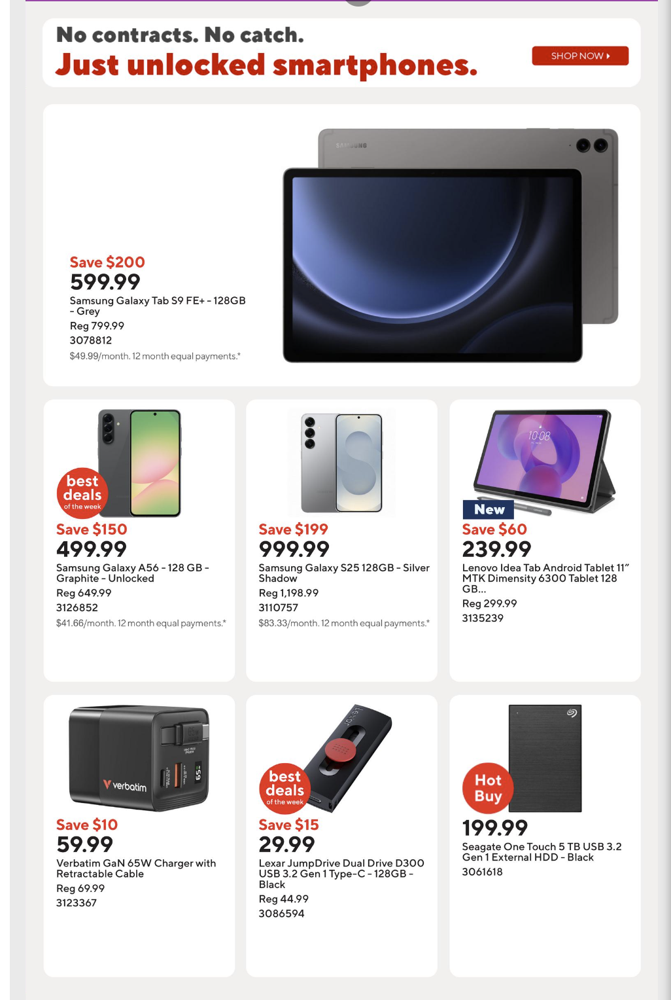 No contracts. No catch.
Just unlocked smartphones.
SHOP NOW
SAMSUNG
Save $200
599.99
Samsung Galaxy Tab S9 FE+ - 128GB
- Grey
Reg 799.99
3078812
$49.99/month. 12 month equal payments.*
best
deals
of the week
Save $150
499.99
Samsung Galaxy A56 - 128 GB -
Graphite - Unlocked
Reg 649.99
3126852
$41.66/month. 12 month equal payments.*
Save $199
999.99
Samsung Galaxy S25 128GB - Silver
Shadow
Reg 1,198.99
3110757
$83.33/month. 12 month equal payments.*
10:08
New
Save $60
239.99
Lenovo Idea Tab Android Tablet 11”
MTK Dimensity 6300 Tablet 128
GB...
Reg 299.99
3135239
65W
59
verbatim
Save $10
59.99
Verbatim GaN 65W Charger with
Retractable Cable
Reg 69.99
3123367
Lexar
best
deals
of the week
Save $15
29.99
Lexar JumpDrive Dual Drive D300
USB 3.2 Gen 1 Type-C - 128GB -
Black
Reg 44.99
3086594
Hot
Buy
199.99
Seagate One Touch 5 TB USB 3.2
Gen 1 External HDD - Black
3061618